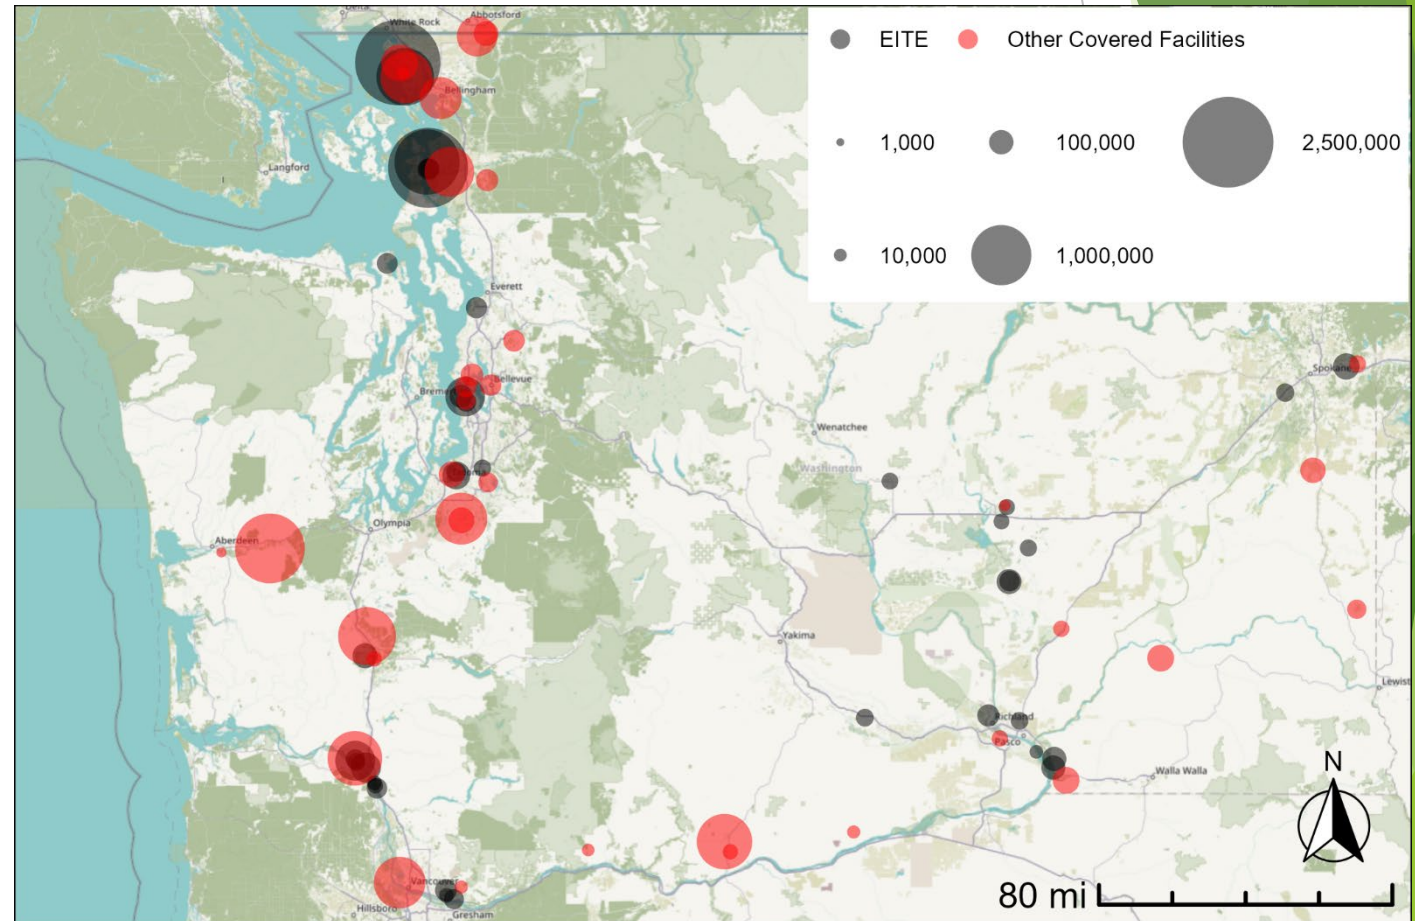 Delta
Abbotsford
White Rock
EITE
Other Covered Facilities
Bellingham
1,000
100,000
2,500,000
Langford
10,000
1,000,000
Everett
Spokane
Bellevue
Wenatchee
Washington
Olympia
Aberdeen
Yakima
Lewist
Richland
Pasco
Walla Walla
N
Vancouver
80 mi
Hillsboro
Gresham